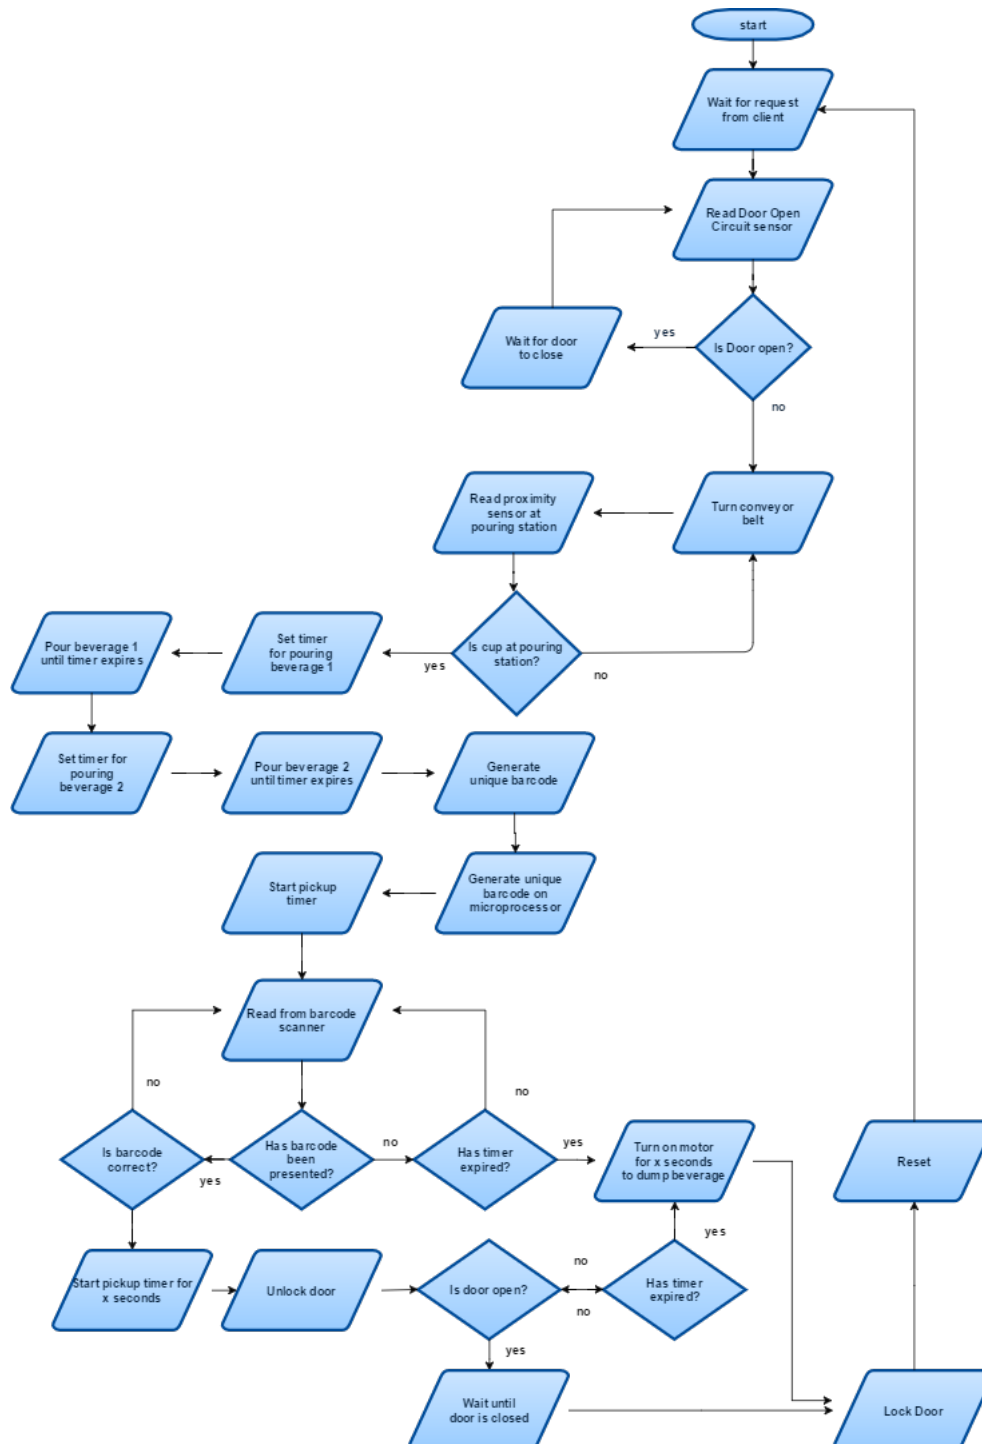 start
Wait for request
from client
Read Door Open
Circuit sensor
Wait for door
to close
yes
Is Door open?
no
Read proximity
sensor at
pouring station
Turn conveyor
belt
Pour beverage 1
until timer expires
Set timer
for pouring
beverage 1
yes
Is cup at pouring
station?
no
Set timer for
pouring
beverage 2
Pour beverage 2
until timer expires
Generate
unique barcode
Start pickup
timer
Generate unique
barcode on
microprocessor
Read from barcode
scanner
no
no
Is barcode
correct?
yes
Has barcode
been
presented?
no
Has timer
expired?
yes
Turn on motor
for x seconds
to dump beverage
Reset
Start pickup timer for
x seconds
Unlock door
Is door open?
no
no
Has timer
expired?
yes
yes
Wait until
door is closed
Lock Door